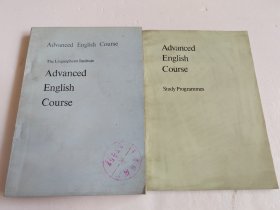 Advanced English Course
The Linguaphone Institute
Advanced
English
Course
Advanced
English
Course
Study Programmes